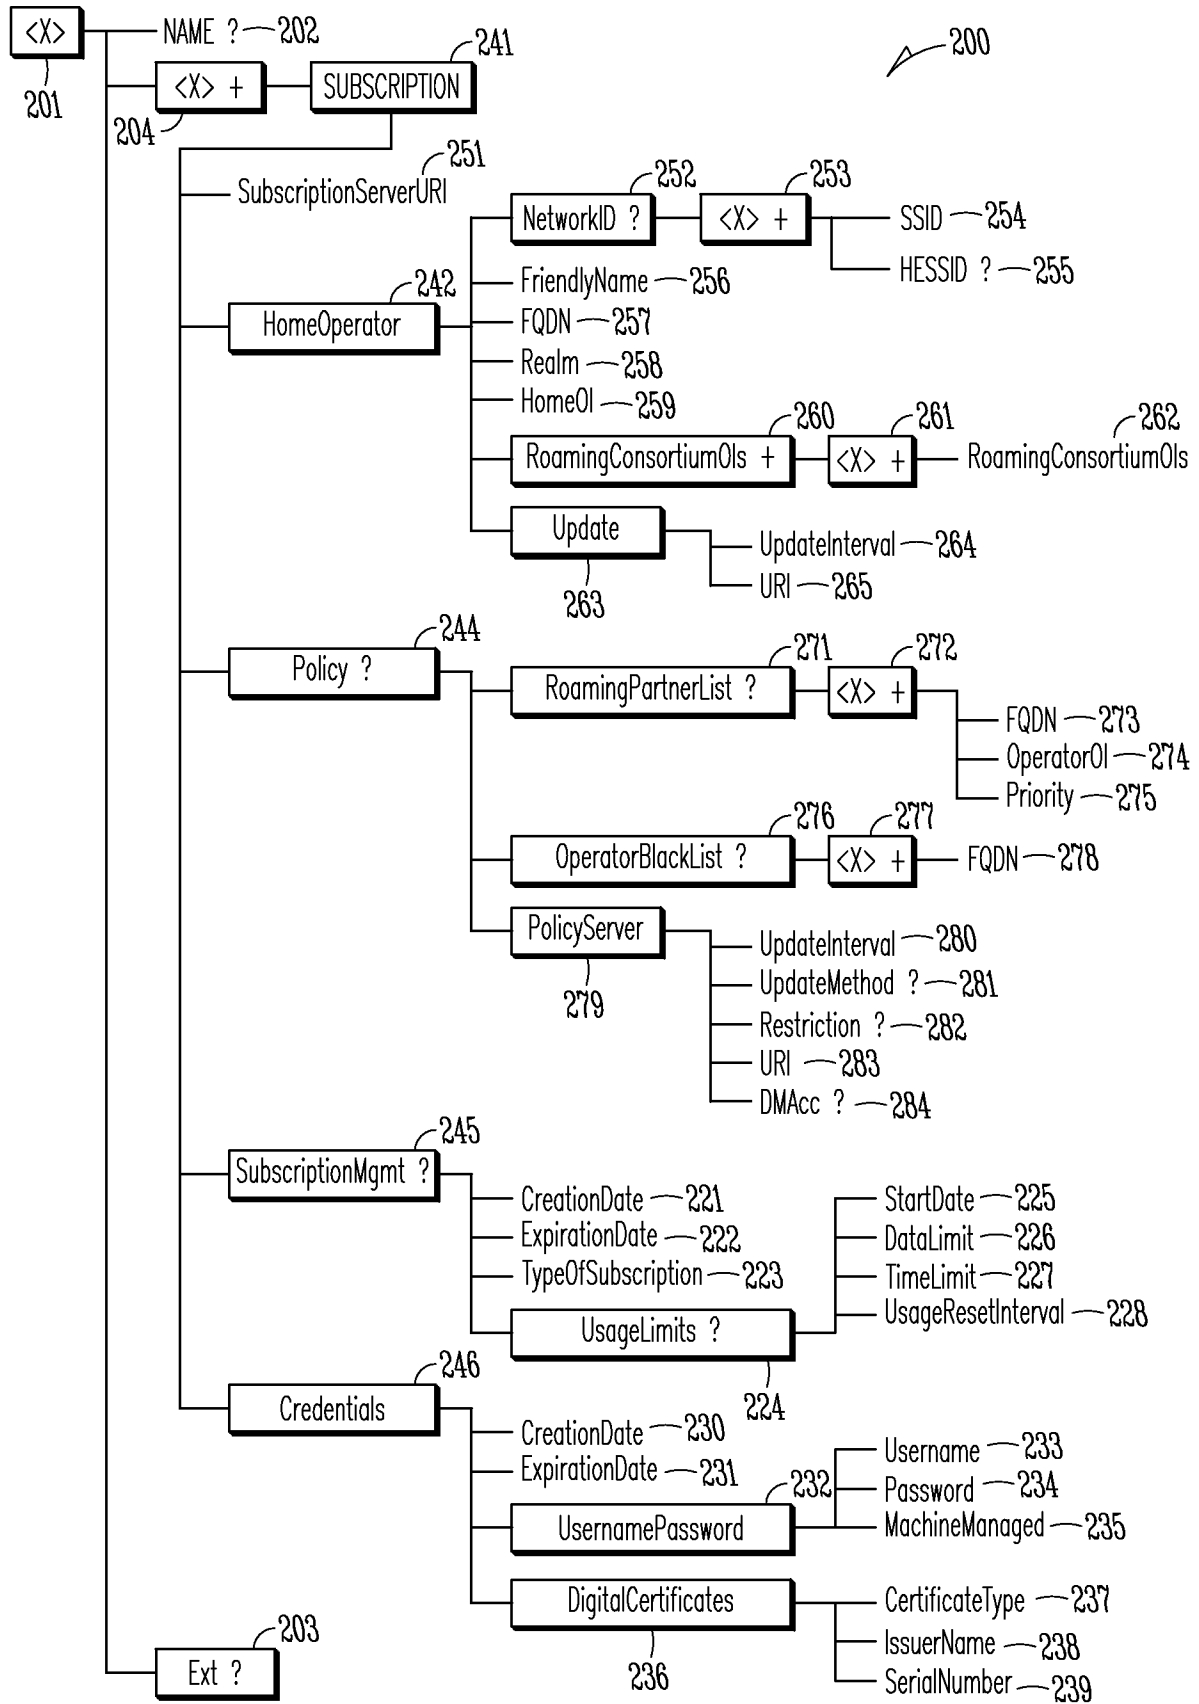 <X> 201
NAME ? 202
200
<X> + 204
SUBSCRIPTION 241
SubscriptionServerURI 251
HomeOperator 242
NetworkID ? 252
<X> + 253
SSID 254
HESSID ? 255
FriendlyName 256
FQDN 257
Realm 258
HomeOI 259
RoamingConsortiumOIs + 260
<X> + 261
RoamingConsortiumOIs 262
Update 263
UpdateInterval 264
URI 265
Policy ? 244
RoamingPartnerList ? 271
<X> + 272
FQDN 273
OperatorOI 274
Priority 275
OperatorBlackList ? 276
<X> + 277
FQDN 278
PolicyServer 279
UpdateInterval 280
UpdateMethod ? 281
Restriction ? 282
URI 283
DMAcc ? 284
SubscriptionMgmt ? 245
CreationDate 221
ExpirationDate 222
TypeOfSubscription 223
UsageLimits ? 224
StartDate 225
DataLimit 226
TimeLimit 227
UsageResetInterval 228
Credentials 246
CreationDate 230
ExpirationDate 231
UsernamePassword 232
Username 233
Password 234
MachineManaged 235
DigitalCertificates 236
CertificateType 237
IssuerName 238
SerialNumber 239
Ext ? 203